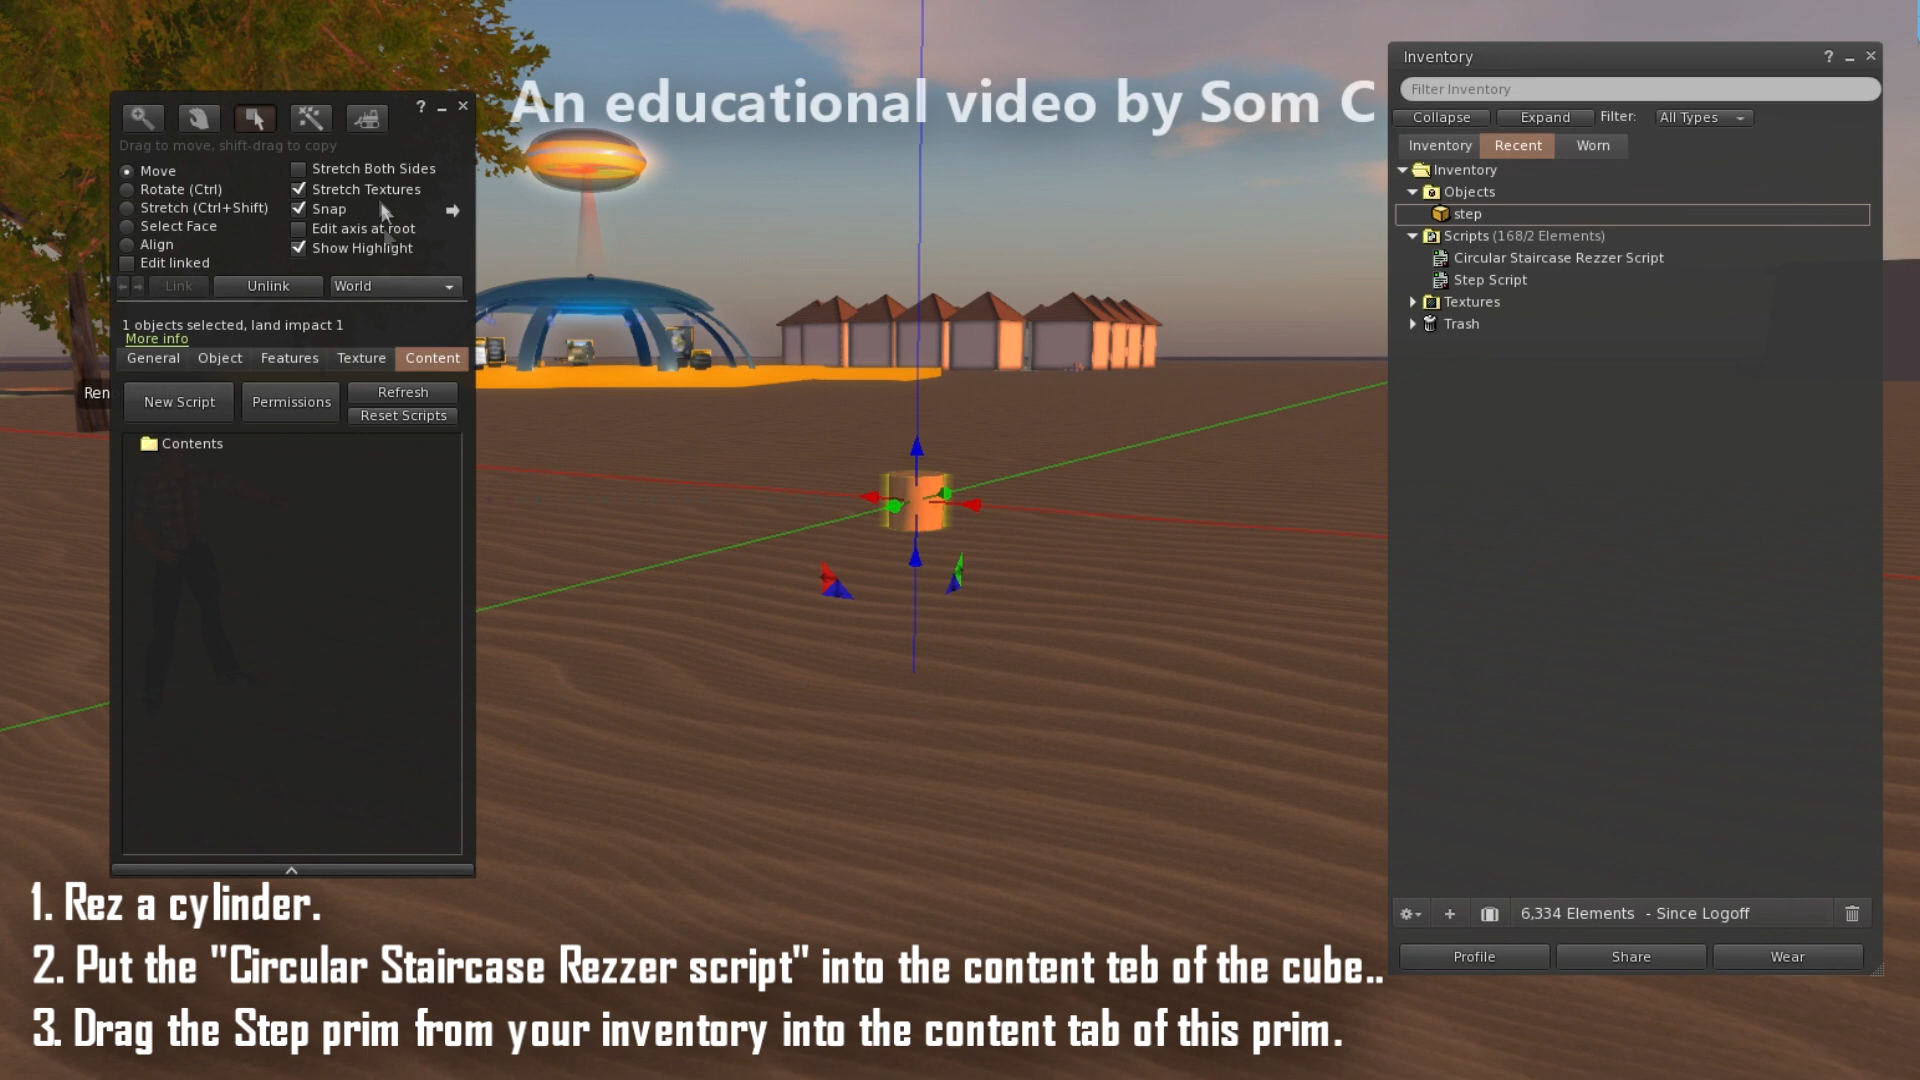 An educational video by Som C
Drag to move, shift-drag to copy
Move
Rotate (Ctrl)
Stretch (Ctrl+Shift)
Select Face
Align
Edit linked
Stretch Both Sides
Stretch Textures
Snap
Edit axis at root
Show Highlight
Link
Unlink
World
1 objects selected, land impact 1
More info
General
Object
Features
Texture
Content
Ren
New Script
Permissions
Refresh
Reset Scripts
Contents
Inventory
Filter Inventory
Collapse
Expand
Filter:
All Types
Inventory
Recent
Worn
Inventory
Objects
step
Scripts (168/2 Elements)
Circular Staircase Rezzer Script
Step Script
Textures
Trash
6,334 Elements - Since Logoff
Profile
Share
Wear
1. Rez a cylinder.
2. Put the "Circular Staircase Rezzer script" into the content teb of the cube..
3. Drag the Step prim from your inventory into the content tab of this prim.